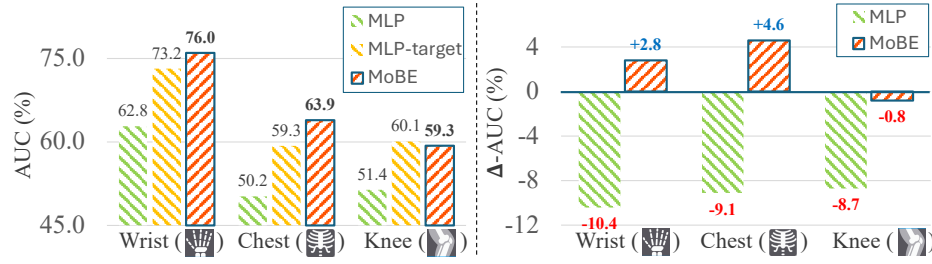 AUC (%)
75.0
60.0
45.0
62.8
73.2
76.0
50.2
59.3
63.9
51.4
60.1
59.3
MLP
MLP-target
MoBE
Wrist ( ) Chest ( ) Knee ( )
Δ-AUC (%)
4
0
-4
-8
-12
+2.8
+4.6
-0.8
-10.4
-9.1
-8.7
MLP
MoBE
Wrist ( ) Chest ( ) Knee ( )